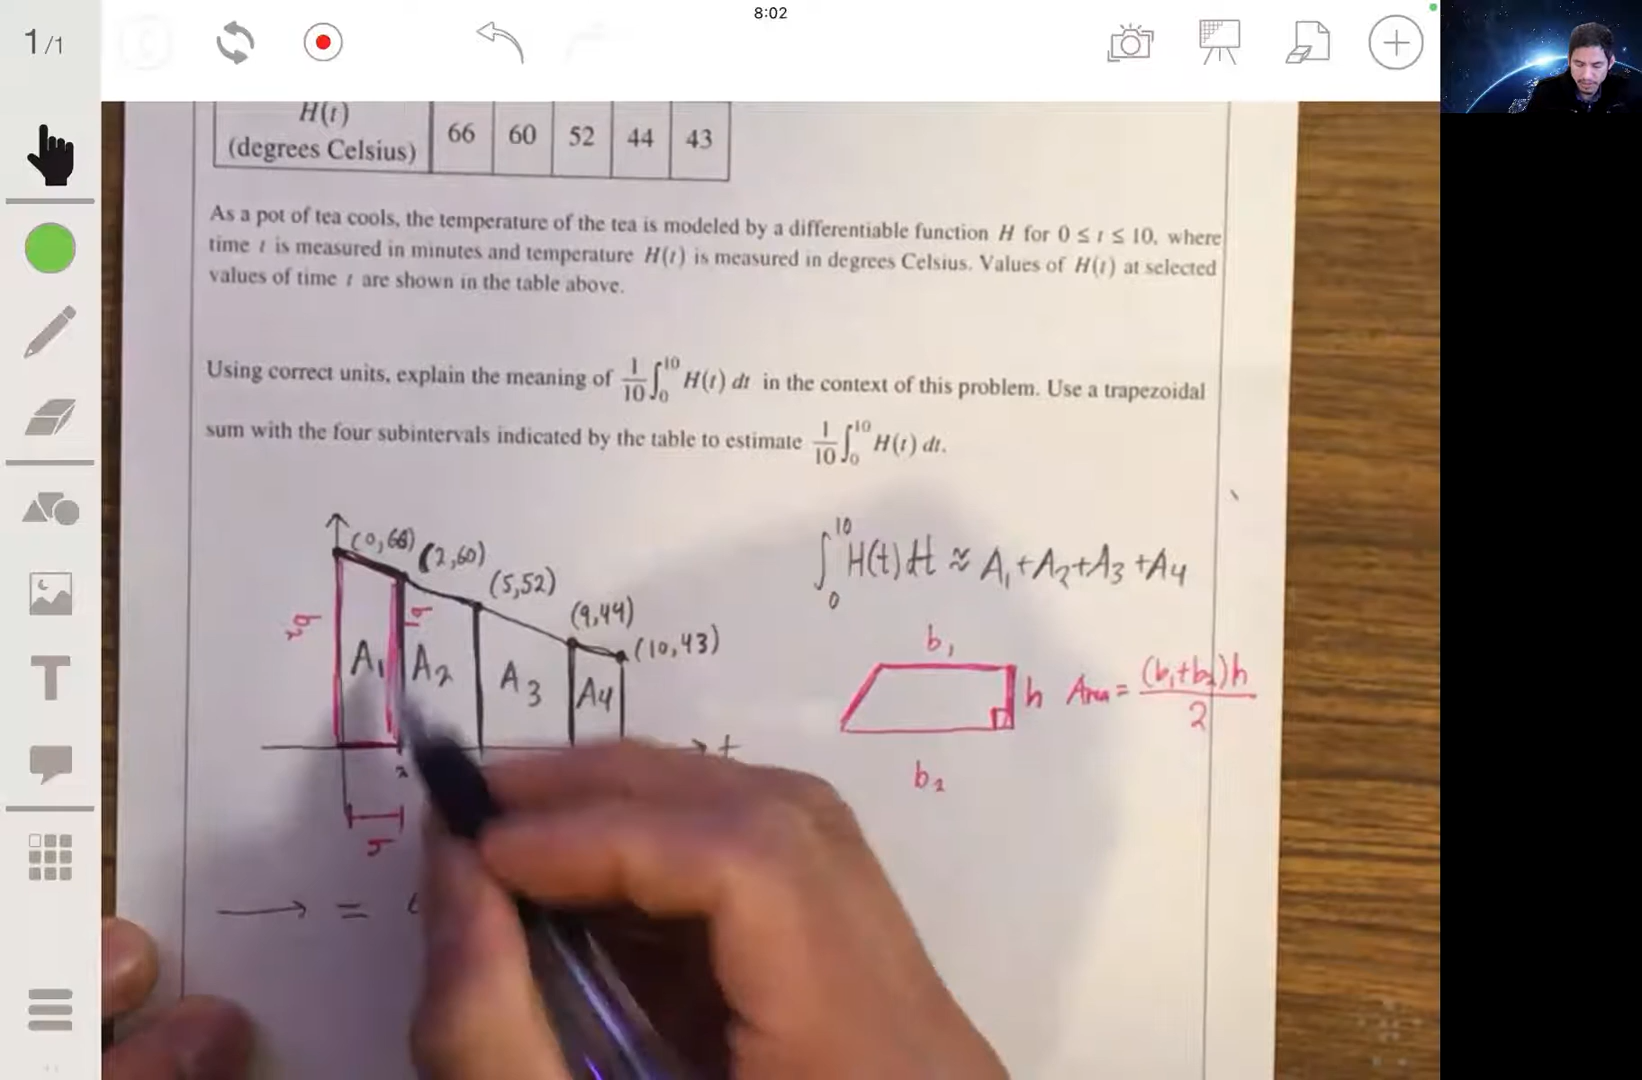 8:02
1/1
H(t)
(degrees Celsius) 66 60 52 44 43
As a pot of tea cools, the temperature of the tea is modeled by a differentiable function H for 0 ≤ t ≤ 10, where
time t is measured in minutes and temperature H(t) is measured in degrees Celsius. Values of H(t) at selected
values of time t are shown in the table above.
Using correct units, explain the meaning of 1/10 ∫₀¹⁰ H(t) dt in the context of this problem. Use a trapezoidal
sum with the four subintervals indicated by the table to estimate 1/10 ∫₀¹⁰ H(t) dt.
(0,66)
(2,60)
(5,52)
(9,44)
(10,43)
A₁ A₂ A₃ A₄
b₂
b₁
t
2
h
∫₀¹⁰ H(t)dt ≈ A₁+A₂+A₃+A₄
b₁
h Area = (b₁+b₂)h/2
b₂
=
T